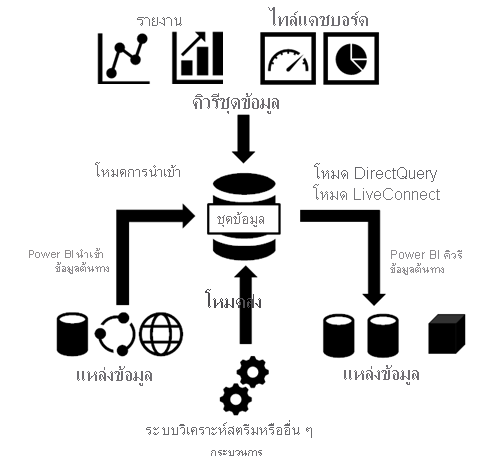 รายงาน
ไทล์แดชบอร์ด
คิวรีชุดข้อมูล
โหมดการนำเข้า
โหมด DirectQuery
โหมด LiveConnect
ชุดข้อมูล
Power BI นำเข้า
ข้อมูลต้นทาง
Power BI คิวรี
ข้อมูลต้นทาง
โหมดส่ง
แหล่งข้อมูล
แหล่งข้อมูล
ระบบวิเคราะห์สตรีมหรืออื่น ๆ
กระบวนการ